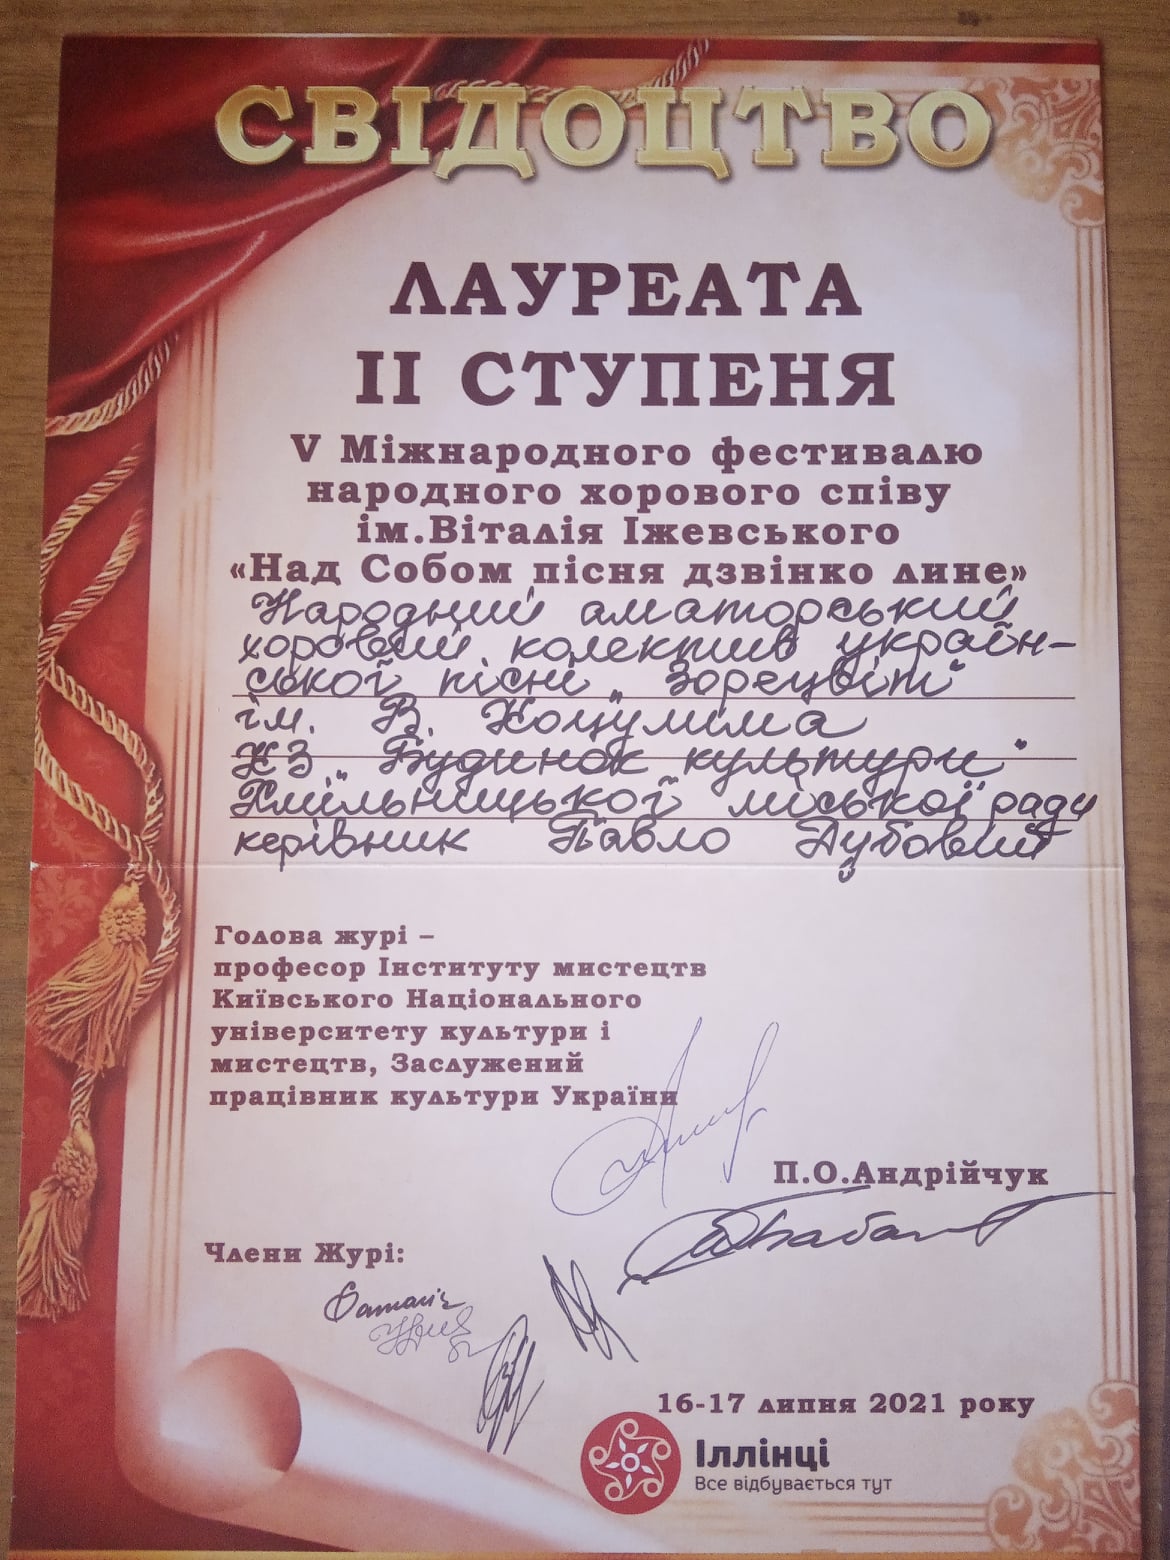 СВІДОЦТВО
ЛАУРЕАТА
ІІ СТУПЕНЯ
V Міжнародного фестивалю
народного хорового співу
ім.Віталія Іжевського
«Над Собом пісня дзвінко лине»
Народний аматорський
хоровий колектив україн-
ської пісні „Зорецвіт"
ім. В. Коцуліма
КЗ „Будинок культури"
Хмільницької міської ради
керівник Павло Дубовий
Голова журі –
професор Інституту мистецтв
Київського Національного
університету культури і
мистецтв, Заслужений
працівник культури України
П.О.Андрійчук
Члени Журі:
16-17 липня 2021 року
Іллінці
Все відбувається тут